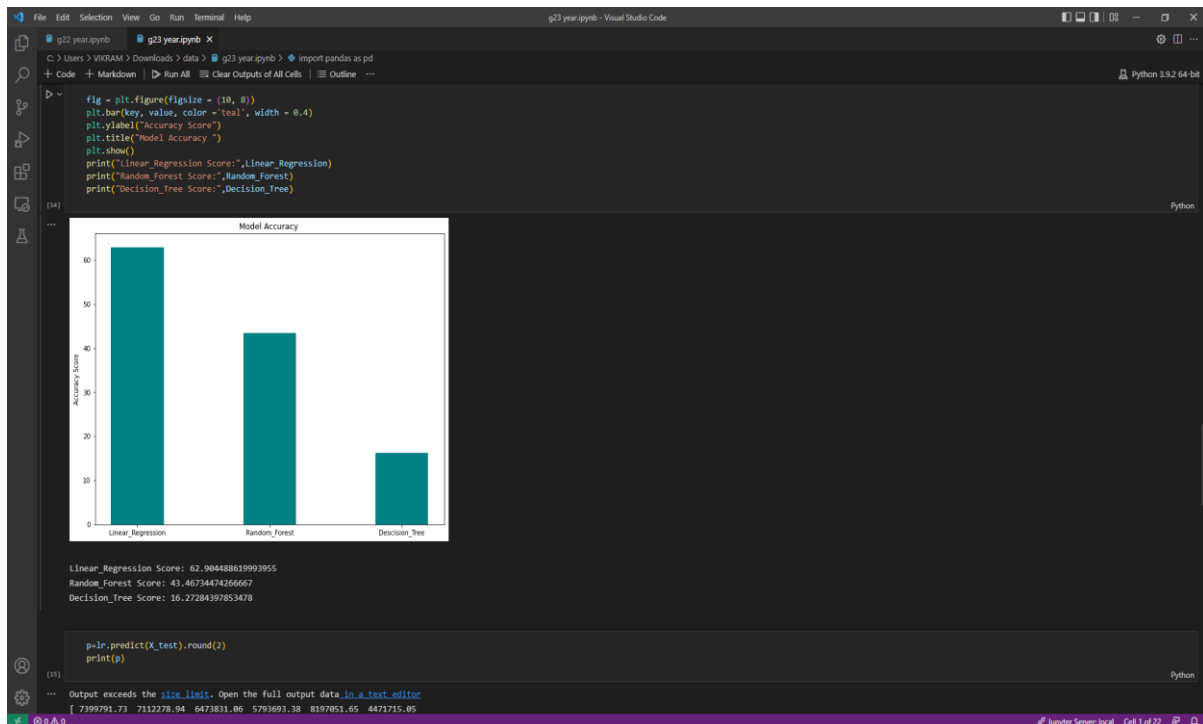 File Edit Selection View Go Run Terminal Help
g23 year.ipynb - Visual Studio Code
g22 year.ipynb
g23 year.ipynb
C: > Users > VIKRAM > Downloads > data > g23 year.ipynb > import pandas as pd
+ Code + Markdown | Run All Clear Outputs of All Cells | Outline ...
Python 3.9.2 64-bit
fig = plt.figure(figsize = (10, 8))
plt.bar(key, value, color ='teal', width = 0.4)
plt.ylabel("Accuracy Score")
plt.title("Model Accuracy ")
plt.show()
print("Linear_Regression Score:",Linear_Regression)
print("Random_Forest Score:",Random_Forest)
print("Decision_Tree Score:",Decision_Tree)
[14]
Python
...
Model Accuracy
60
50
40
30
20
10
0
Accuracy Score
Linear_Regression
Random_Forest
Descision_Tree
Linear_Regression Score: 62.904488619993955
Random_Forest Score: 43.46734474266667
Decision_Tree Score: 16.27284397853478
p=lr.predict(X_test).round(2)
print(p)
[15]
Python
... Output exceeds the size limit. Open the full output data in a text editor
[ 7399791.73 7112278.94 6473831.06 5793693.38 8197051.65 4471715.05
0 0
Jupyter Server: local Cell 1 of 22